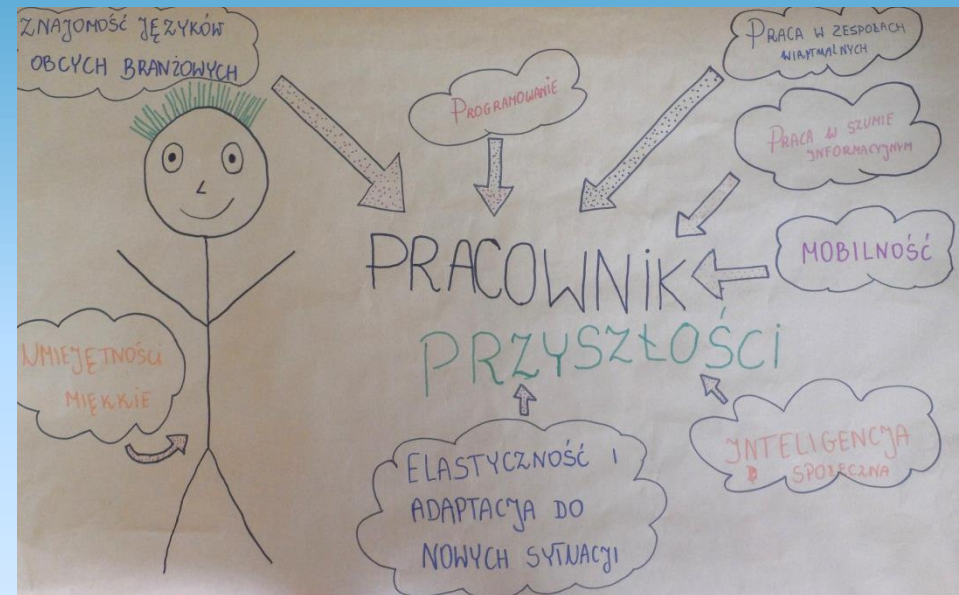 ZNAJOMOŚĆ JĘZYKÓW
OBCYCH BRANŻOWYCH
PROGRAMOWANIE
PRACA W ZESPOŁACH
WIRTUALNYCH
PRACA W SZUMIE
INFORMACYJNYM
MOBILNOŚĆ
PRACOWNiK
PRZYSZŁOŚCi
UMIEJĘTNOŚCI
MIĘKKIE
ELASTYCZNOŚĆ I
ADAPTACJA DO
NOWYCH SYTUACJI
INTELIGENCJA
SPOŁECZNA